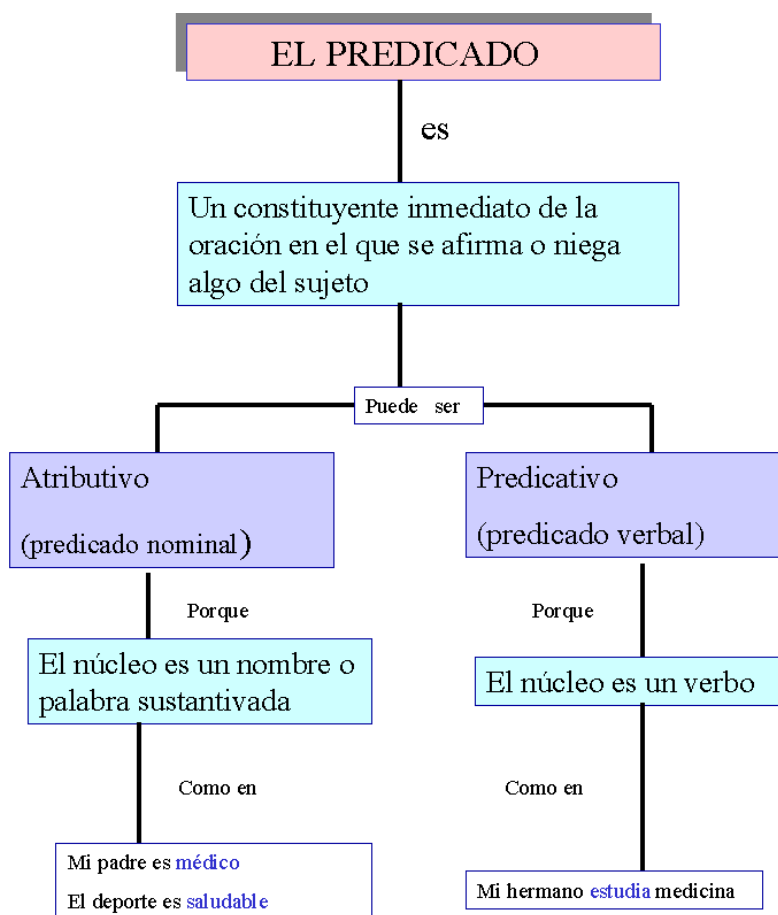 EL PREDICADO
es
Un constituyente inmediato de la
oración en el que se afirma o niega
algo del sujeto
Puede ser
Atributivo
(predicado nominal)
Porque
El núcleo es un nombre o
palabra sustantivada
Como en
Mi padre es médico
El deporte es saludable
Predicativo
(predicado verbal)
Porque
El núcleo es un verbo
Como en
Mi hermano estudia medicina